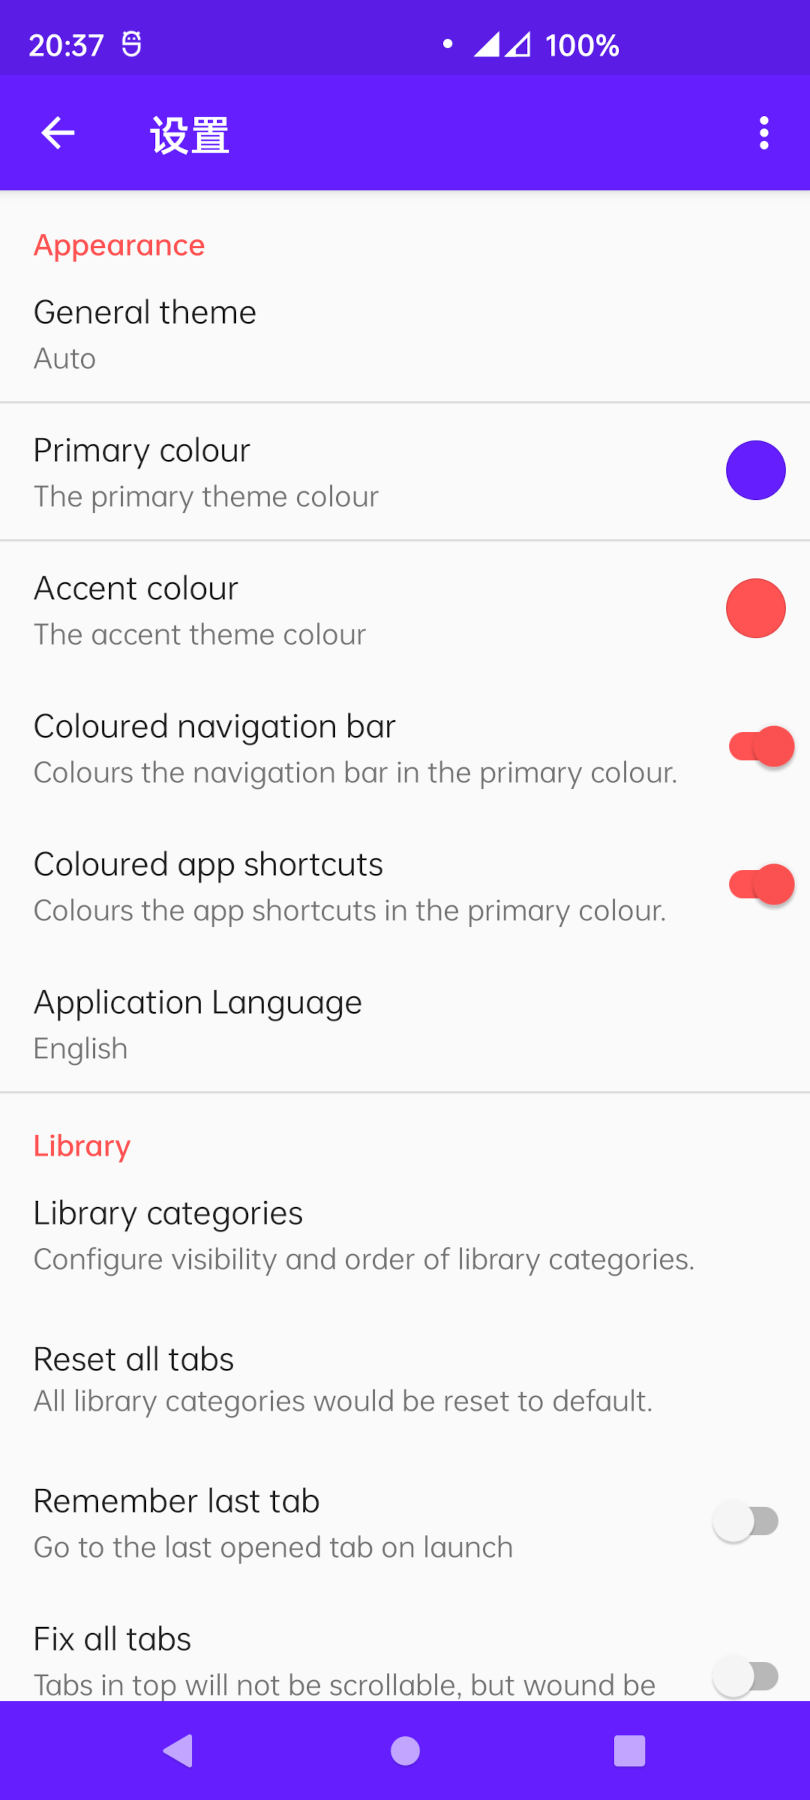 20:37
100%
设置
Appearance
General theme
Auto
Primary colour
The primary theme colour
Accent colour
The accent theme colour
Coloured navigation bar
Colours the navigation bar in the primary colour.
Coloured app shortcuts
Colours the app shortcuts in the primary colour.
Application Language
English
Library
Library categories
Configure visibility and order of library categories.
Reset all tabs
All library categories would be reset to default.
Remember last tab
Go to the last opened tab on launch
Fix all tabs
Tabs in top will not be scrollable, but wound be